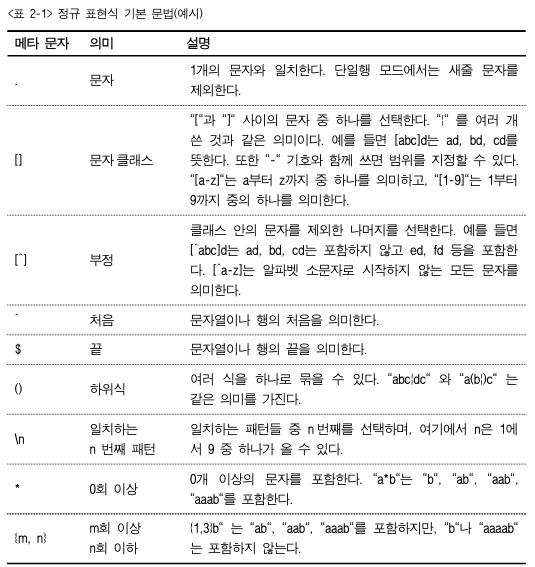 <표 2-1> 정규 표현식 기본 문법(예시)
메타 문자 의미 설명
. 문자 1개의 문자와 일치한다. 단일행 모드에서는 새줄 문자를
제외한다.
[] 문자 클래스 “[“과 “]“ 사이의 문자 중 하나를 선택한다. “¦“ 를 여러 개
쓴 것과 같은 의미이다. 예를 들면 [abc]d는 ad, bd, cd를
뜻한다. 또한 “-“ 기호와 함께 쓰면 범위를 지정할 수 있다.
“[a-z]“는 a부터 z까지 중 하나를 의미하고, “[1-9]“는 1부터
9까지 중의 하나를 의미한다.
[^] 부정 클래스 안의 문자를 제외한 나머지를 선택한다. 예를 들면
[^abc]d는 ad, bd, cd는 포함하지 않고 ed, fd 등을 포함한
다. [^a-z]는 알파벳 소문자로 시작하지 않는 모든 문자를
의미한다.
^ 처음 문자열이나 행의 처음을 의미한다.
$ 끝 문자열이나 행의 끝을 의미한다.
() 하위식 여러 식을 하나로 묶을 수 있다. “abc¦dc“ 와 “a(b¦)c“ 는
같은 의미를 가진다.
\n 일치하는
n 번째 패턴 일치하는 패턴들 중 n번째를 선택하며, 여기에서 n은 1에
서 9 중 하나가 올 수 있다.
* 0회 이상 0개 이상의 문자를 포함한다. “a*b“는 “b“, “ab“, “aab“,
“aaab“를 포함한다.
{m, n} m회 이상
n회 이하 {1,3}b“ 는 “ab“, “aab“, “aaab“를 포함하지만, “b“나 “aaaab“
는 포함하지 않는다.